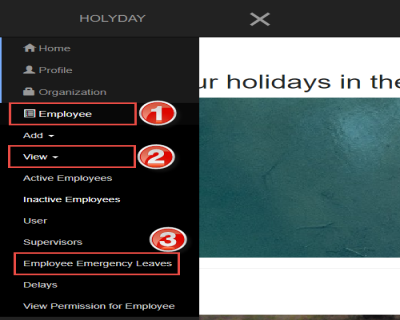 HOLYDAY
Home
Profile
Organization
Employee 1
Add
View 2
Active Employees
Inactive Employees
User
Supervisors
3
Employee Emergency Leaves
Delays
View Permission for Employee
ur holidays in the